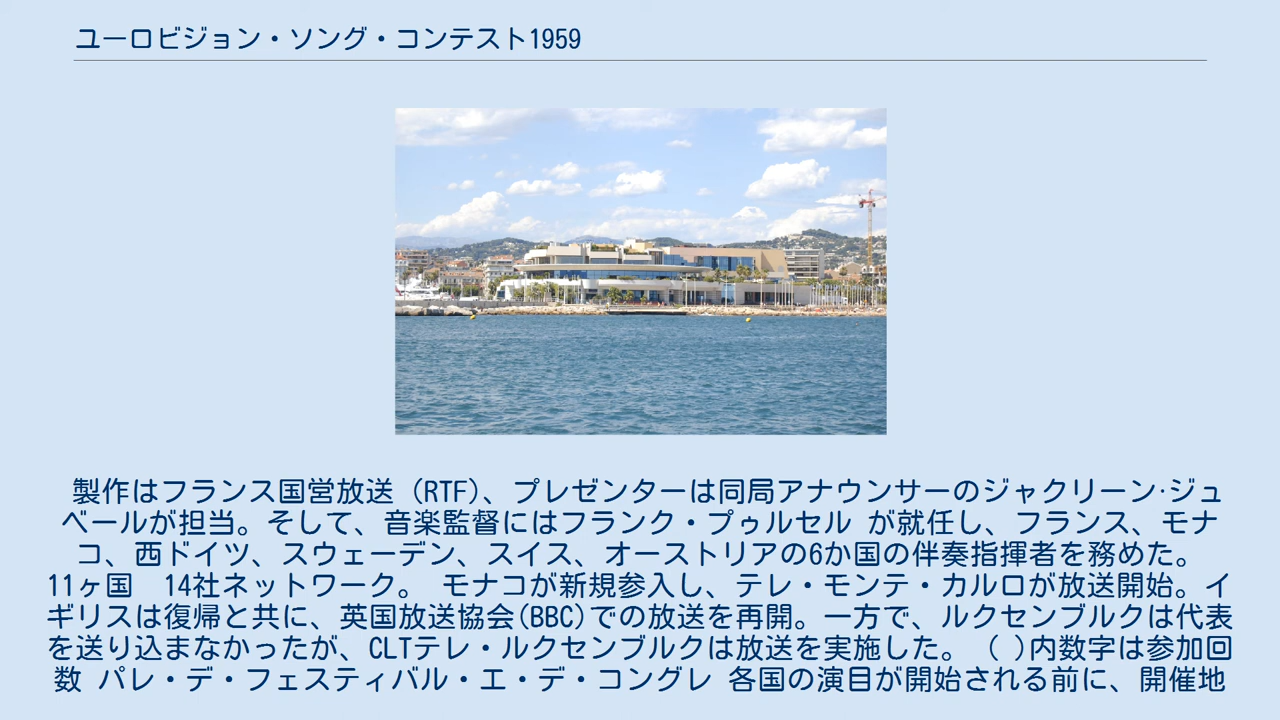 ユーロビジョン・ソング・コンテスト1959
製作はフランス国営放送（RTF）、プレゼンターは同局アナウンサーのジャクリーン·ジュ
ベールが担当。そして、音楽監督にはフランク・プゥルセル が就任し、フランス、モナ
コ、西ドイツ、スウェーデン、スイス、オーストリアの6か国の伴奏指揮者を務めた。
11ヶ国　14社ネットワーク。 モナコが新規参入し、テレ・モンテ・カルロが放送開始。イ
ギリスは復帰と共に、英国放送協会(BBC)での放送を再開。一方で、ルクセンブルクは代表
を送り込まなかったが、CLTテレ・ルクセンブルクは放送を実施した。（ )内数字は参加回
数 パレ・デ・フェスティバル・エ・デ・コングレ 各国の演目が開始される前に、開催地